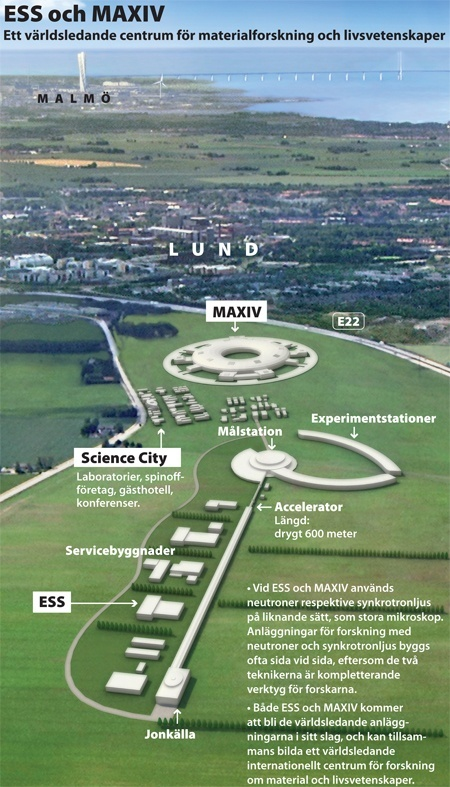 ESS och MAXIV
Ett världsledande centrum för materialforskning och livsvetenskaper
MALMÖ
LUND
MAXIV
E22
Experimentstationer
Målstation
Science City
Laboratorier, spinoff-
företag, gästhotell,
konferenser.
Accelerator
Längd:
drygt 600 meter
Servicebyggnader
ESS
• Vid ESS och MAXIV används
neutroner respektive synkrotronljus
på liknande sätt, som stora mikroskop.
Anläggningar för forskning med
neutroner och synkrotronljus byggs
ofta sida vid sida, eftersom de två
teknikerna är kompletterande
verktyg för forskarna.
• Både ESS och MAXIV kommer
att bli de världsledande anlägg-
ningarna i sitt slag, och kan tillsam-
mans bilda ett världsledande
internationellt centrum för forskning
om material och livsvetenskaper.
Jonkälla